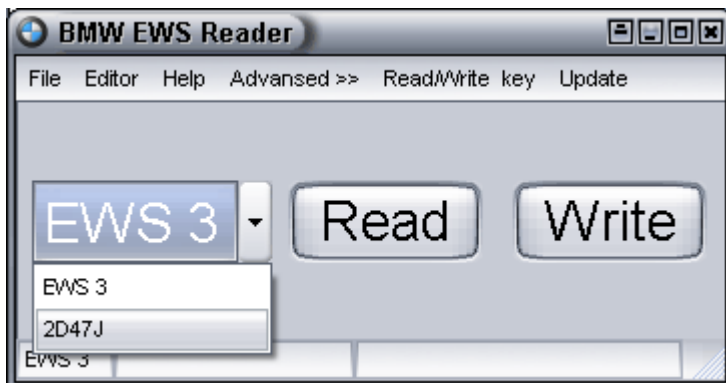 BMW EWS Reader
File Editor Help Advansed >> Read/Write key Update
EWS 3 Read Write
EWS 3
2D47J
EWS 3